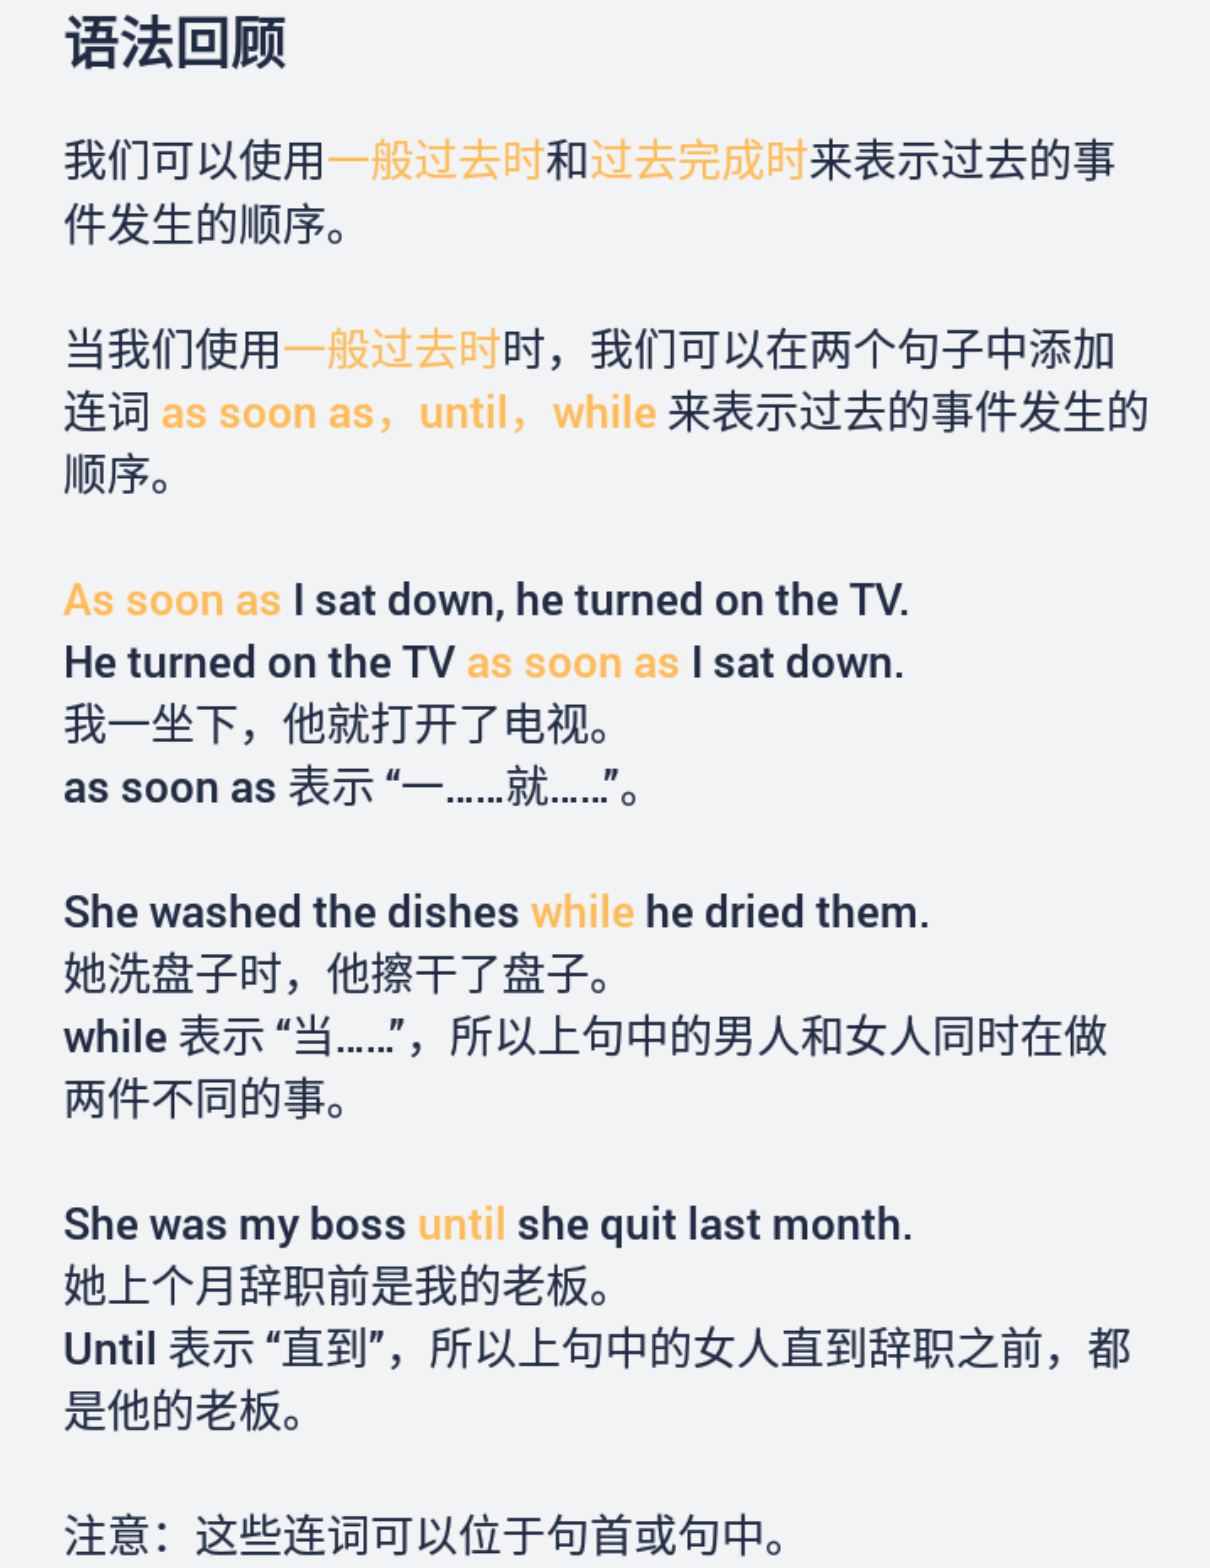 语法回顾
我们可以使用一般过去时和过去完成时来表示过去的事
件发生的顺序。
当我们使用一般过去时时，我们可以在两个句子中添加
连词 as soon as，until，while 来表示过去的事件发生的
顺序。
As soon as I sat down, he turned on the TV.
He turned on the TV as soon as I sat down.
我一坐下，他就打开了电视。
as soon as 表示 “一……就……”。
She washed the dishes while he dried them.
她洗盘子时，他擦干了盘子。
while 表示 “当……”，所以上句中的男人和女人同时在做
两件不同的事。
She was my boss until she quit last month.
她上个月辞职前是我的老板。
Until 表示 “直到”，所以上句中的女人直到辞职之前，都
是他的老板。
注意：这些连词可以位于句首或句中。